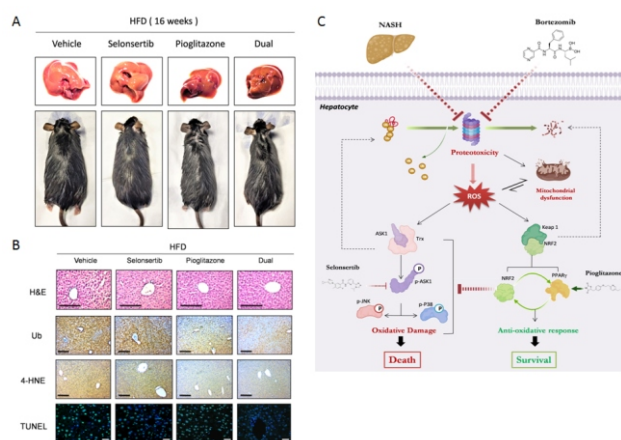 A
HFD ( 16 weeks )
Vehicle Selonsertib Pioglitazone Dual
B
HFD
Vehicle Selonsertib Pioglitazone Dual
H&E
Ub
4-HNE
TUNEL
C
NASH
Bortezomib
Hepatocyte
Proteotoxicity
ROS
Mitochondrial
dysfunction
ASK1
Trx
Keap 1
NRF2
Selonsertib
P
p-ASK1
NRF2
PPARγ
Pioglitazone
p-JNK
P
p-P38
P
Oxidative Damage
Anti-oxidative response
Death
Survival